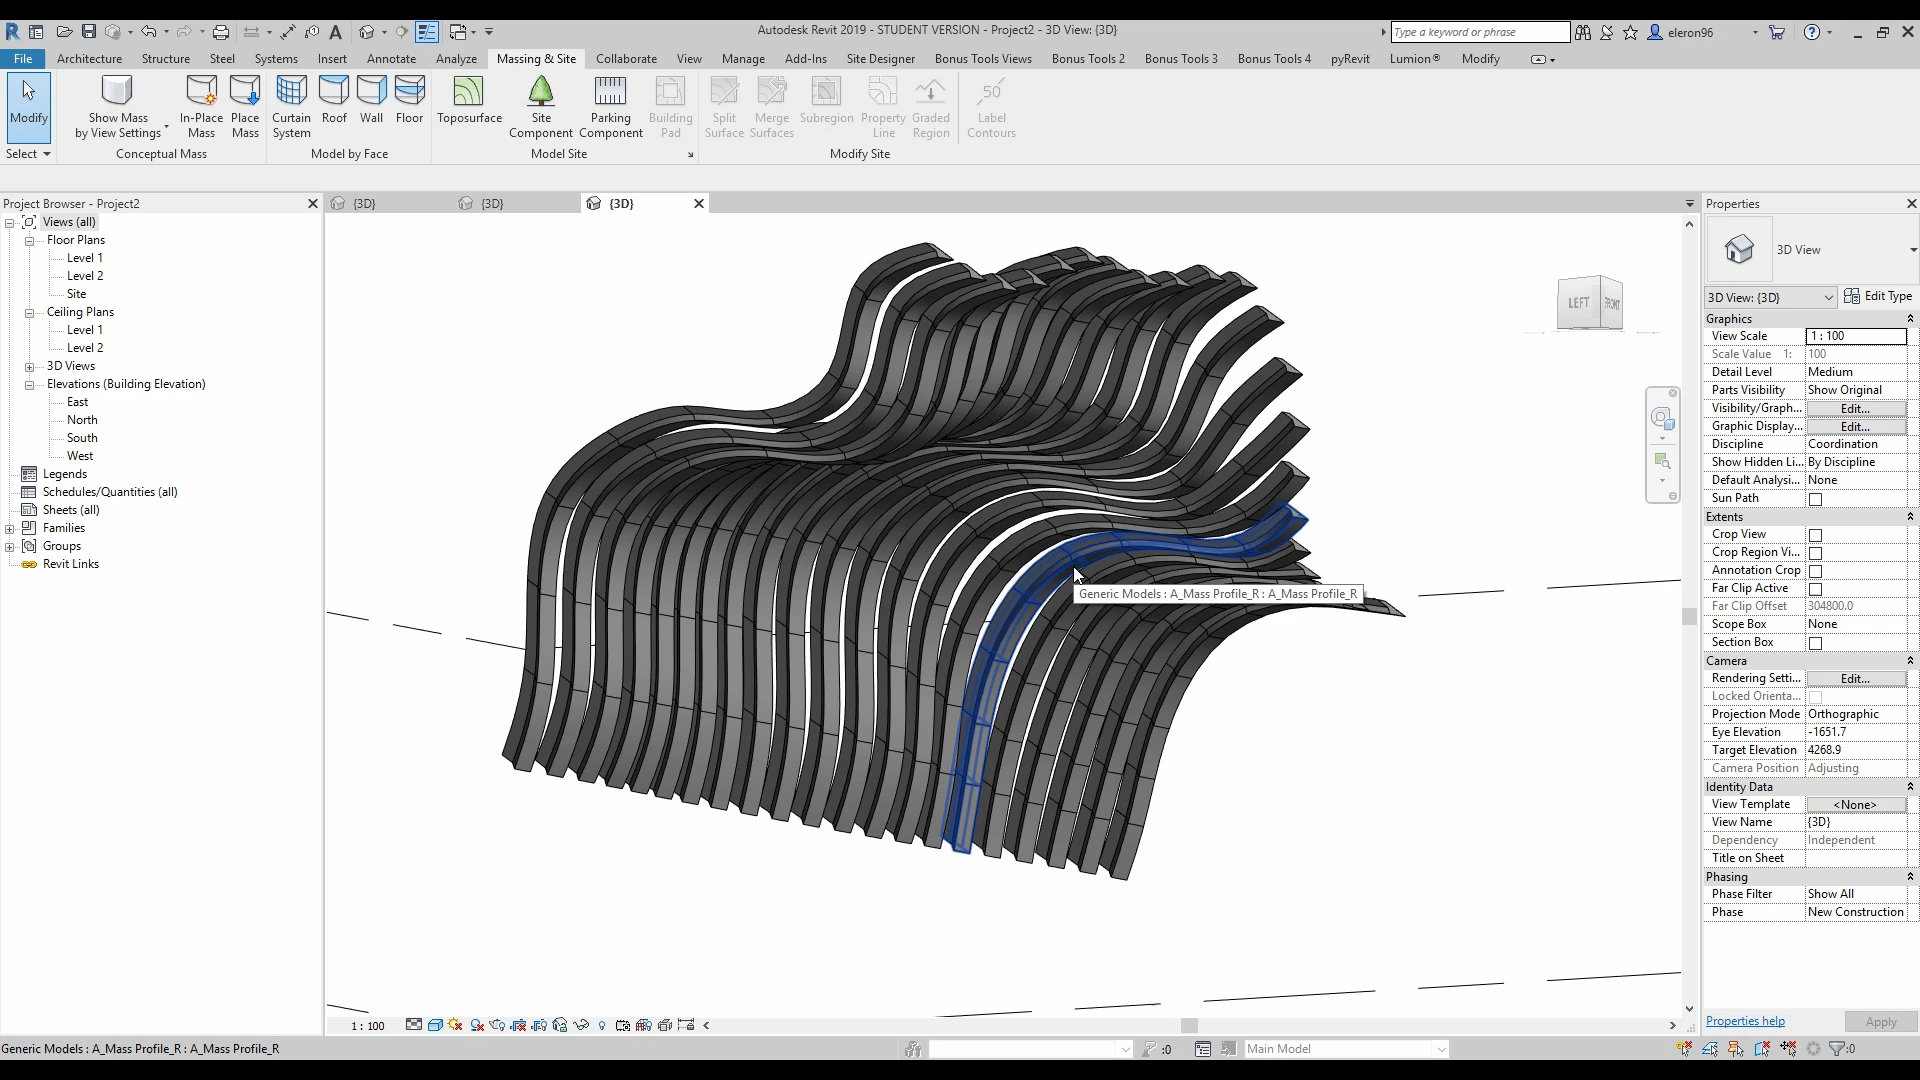 Autodesk Revit 2019 - STUDENT VERSION - Project2 - 3D View: {3D}
Type a keyword or phrase
eleron96
File
Architecture
Structure
Steel
Systems
Insert
Annotate
Analyze
Massing & Site
Collaborate
View
Manage
Add-Ins
Site Designer
Bonus Tools Views
Bonus Tools 2
Bonus Tools 3
Bonus Tools 4
pyRevit
Lumion®
Modify
Modify
Show Mass
by View Settings
In-Place
Mass
Place
Mass
Curtain
System
Roof
Wall
Floor
Toposurface
Site
Component
Parking
Component
Building
Pad
Split
Surface
Merge
Surfaces
Subregion
Property
Line
Graded
Region
50
Label
Contours
Select
Conceptual Mass
Model by Face
Model Site
Modify Site
Project Browser - Project2
Views (all)
Floor Plans
Level 1
Level 2
Site
Ceiling Plans
Level 1
Level 2
3D Views
Elevations (Building Elevation)
East
North
South
West
Legends
Schedules/Quantities (all)
Sheets (all)
Families
Groups
Revit Links
{3D}
{3D}
{3D}
LEFT
FRONT
Generic Models : A_Mass Profile_R : A_Mass Profile_R
Properties
3D View
3D View: {3D}
Edit Type
Graphics
View Scale
1 : 100
Scale Value 1:
100
Detail Level
Medium
Parts Visibility
Show Original
Visibility/Graph...
Edit...
Graphic Display...
Edit...
Discipline
Coordination
Show Hidden Li...
By Discipline
Default Analysi...
None
Sun Path
Extents
Crop View
Crop Region Vi...
Annotation Crop
Far Clip Active
Far Clip Offset
304800.0
Scope Box
None
Section Box
Camera
Rendering Setti...
Edit...
Locked Orienta...
Projection Mode
Orthographic
Eye Elevation
-1651.7
Target Elevation
4268.9
Camera Position
Adjusting
Identity Data
View Template
<None>
View Name
{3D}
Dependency
Independent
Title on Sheet
Phasing
Phase Filter
Show All
Phase
New Construction
Properties help
Apply
1 : 100
Generic Models : A_Mass Profile_R : A_Mass Profile_R
:0
Main Model
:0